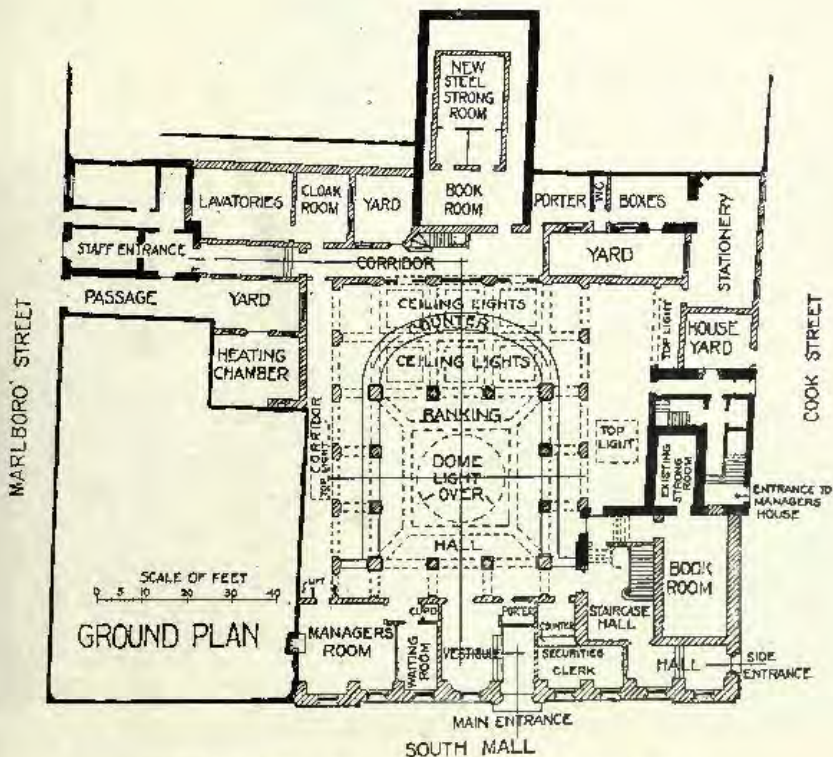 NEW
STEEL
STRONG
ROOM
BOOK
ROOM
LAVATORIES
CLOAK
ROOM
YARD
PORTER
WC
BOXES
STATIONERY
STAFF ENTRANCE
CORRIDOR
YARD
PASSAGE
YARD
CEILING LIGHTS
COUNTER
CEILING LIGHTS
TOP LIGHT
HOUSE
YARD
HEATING
CHAMBER
MARLBORO' STREET
COOK STREET
BANKING
CORRIDOR
TOP LIGHT
DOME
LIGHT
OVER
TOP
LIGHT
EXISTING
STRONG
ROOM
ENTRANCE TO
MANAGERS
HOUSE
HALL
BOOK
ROOM
SCALE OF FEET
0 5 10 20 30 40
GROUND PLAN
LIFT
MANAGERS
ROOM
CUPD
WAITING
ROOM
PORTER
VESTIBULE
COUNTER
SECURITIES
CLERK
STAIRCASE
HALL
HALL
SIDE
ENTRANCE
MAIN ENTRANCE
SOUTH MALL